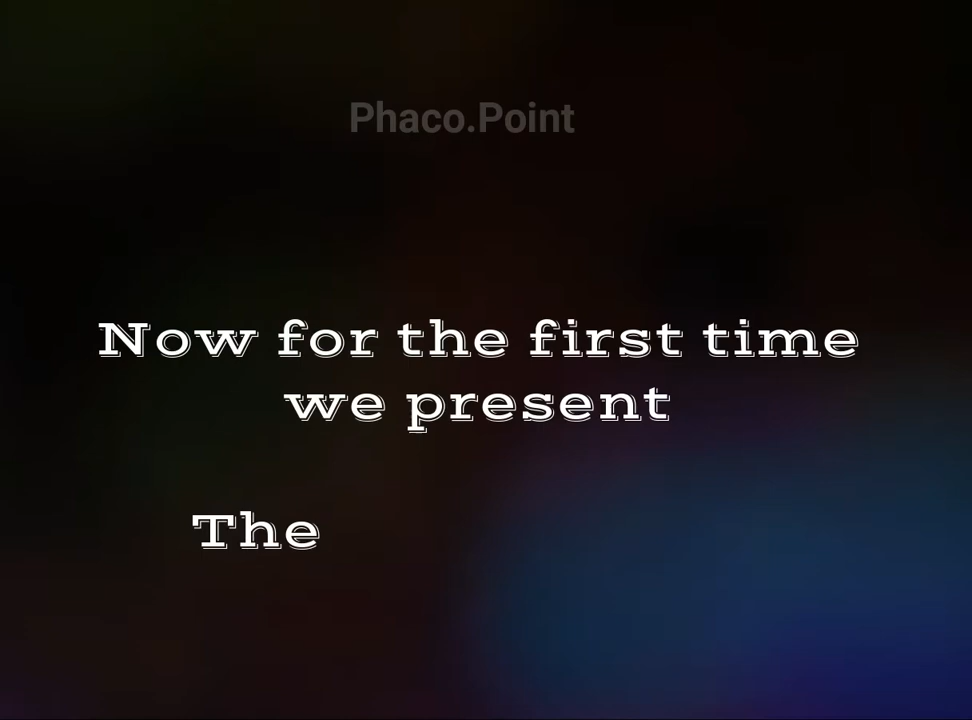 Phaco.Point
Now for the first time
we present
The